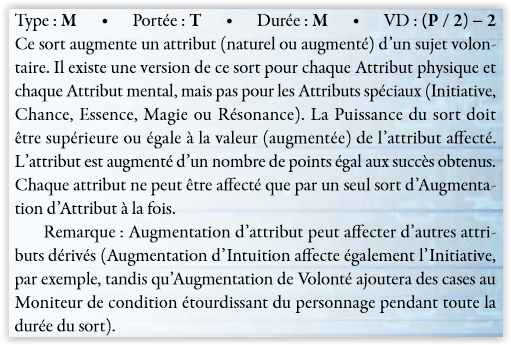 Type : M • Portée : T • Durée : M • VD : (P / 2) – 2
Ce sort augmente un attribut (naturel ou augmenté) d’un sujet volon-
taire. Il existe une version de ce sort pour chaque Attribut physique et
chaque Attribut mental, mais pas pour les Attributs spéciaux (Initiative,
Chance, Essence, Magie ou Résonance). La Puissance du sort doit
être supérieure ou égale à la valeur (augmentée) de l’attribut affecté.
L’attribut est augmenté d’un nombre de points égal aux succès obtenus.
Chaque attribut ne peut être affecté que par un seul sort d’Augmenta-
tion d’Attribut à la fois.
Remarque : Augmentation d’attribut peut affecter d’autres attri-
buts dérivés (Augmentation d’Intuition affecte également l’Initiative,
par exemple, tandis qu’Augmentation de Volonté ajoutera des cases au
Moniteur de condition étourdissant du personnage pendant toute la
durée du sort).